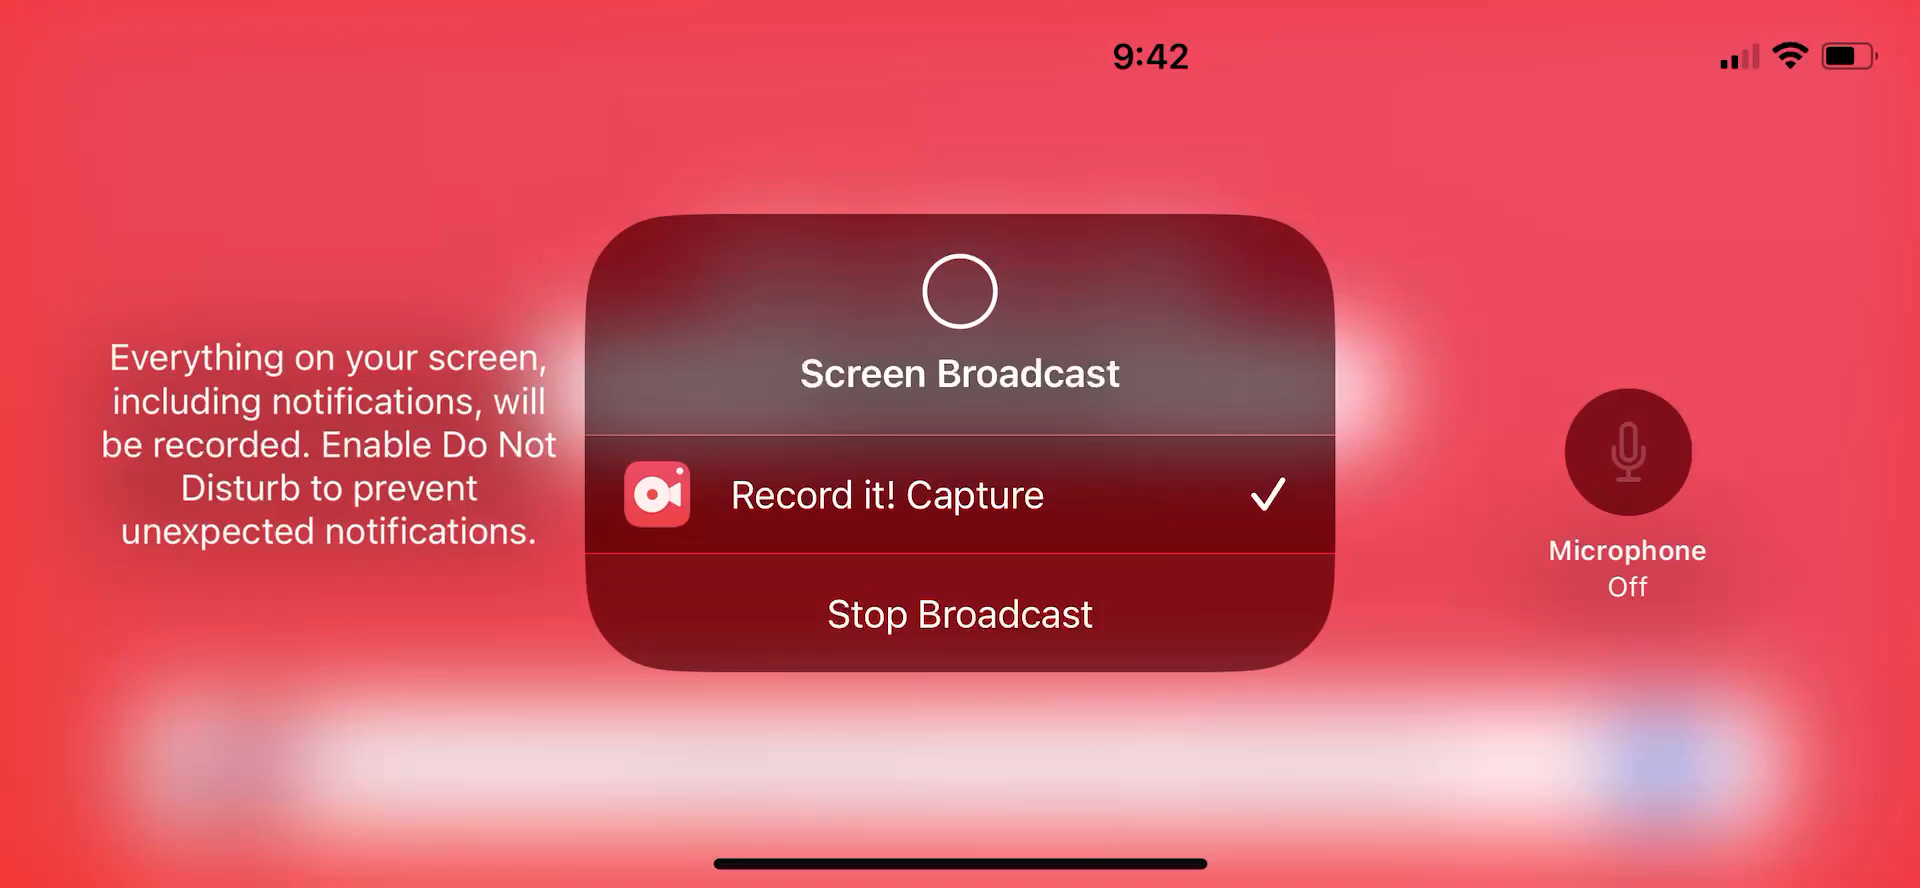 9:42
Everything on your screen,
including notifications, will
be recorded. Enable Do Not
Disturb to prevent
unexpected notifications.
Screen Broadcast
Record it! Capture
Stop Broadcast
Microphone
Off